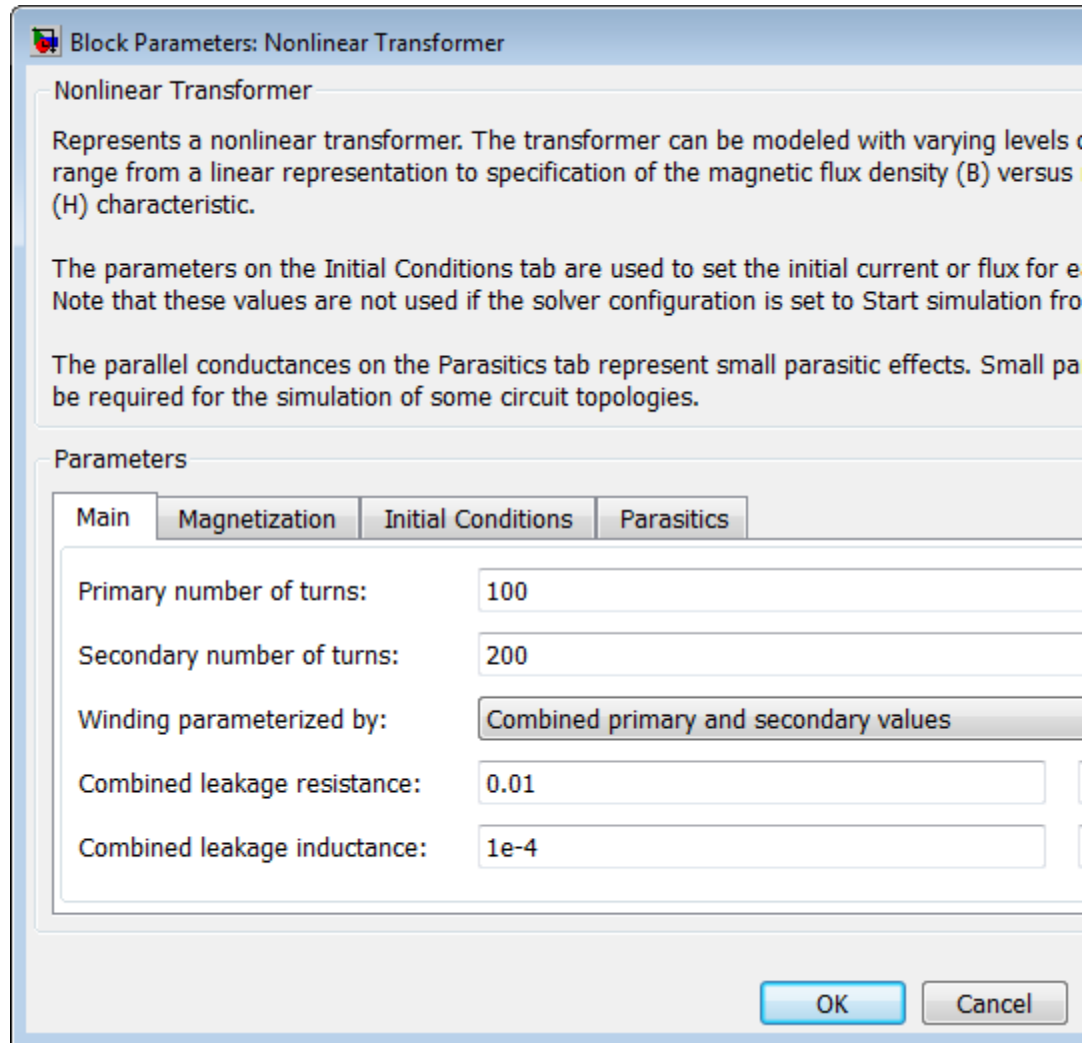 Block Parameters: Nonlinear Transformer
Nonlinear Transformer
Represents a nonlinear transformer. The transformer can be modeled with varying levels
range from a linear representation to specification of the magnetic flux density (B) versus
(H) characteristic.
The parameters on the Initial Conditions tab are used to set the initial current or flux for
Note that these values are not used if the solver configuration is set to Start simulation
The parallel conductances on the Parasitics tab represent small parasitic effects. Small
be required for the simulation of some circuit topologies.
Parameters
Main Magnetization Initial Conditions Parasitics
Primary number of turns: 100
Secondary number of turns: 200
Winding parameterized by: Combined primary and secondary values
Combined leakage resistance: 0.01
Combined leakage inductance: 1e-4
OK Cancel